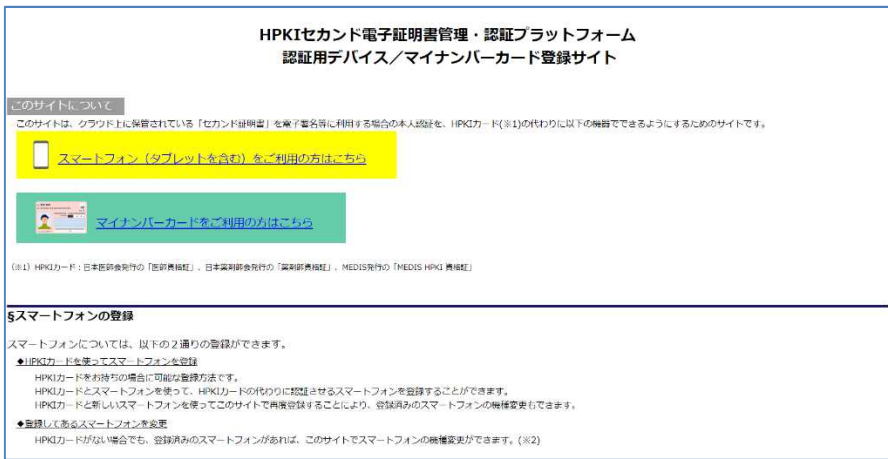 HPKIセカンド電子証明書管理・認証プラットフォーム
認証用デバイス／マイナンバーカード登録サイト
このサイトについて
このサイトは、クラウド上に保管されている「セカンド証明書」を電子署名等に利用する場合の本人認証を、HPKIカード(※1)の代わりに以下の機器でできるようにするためのサイトです。
スマートフォン（タブレットを含む）をご利用の方はこちら
マイナンバーカードをご利用の方はこちら
(※1) HPKIカード：日本医師会発行の「医師資格証」、日本薬剤師会発行の「薬剤師資格証」、MEDIS発行の「MEDIS HPKI 資格証」
§スマートフォンの登録
スマートフォンについては、以下の２通りの登録ができます。
◆HPKIカードを使ってスマートフォンを登録
HPKIカードをお持ちの場合に可能な登録方法です。
HPKIカードとスマートフォンを使って、HPKIカードの代わりに認証させるスマートフォンを登録することができます。
HPKIカードと新しいスマートフォンを使ってこのサイトで再度登録することにより、登録済みのスマートフォンの機種変更もできます。
◆登録してあるスマートフォンを変更
HPKIカードがない場合でも、登録済みのスマートフォンがあれば、このサイトでスマートフォンの機種変更ができます。(※2)